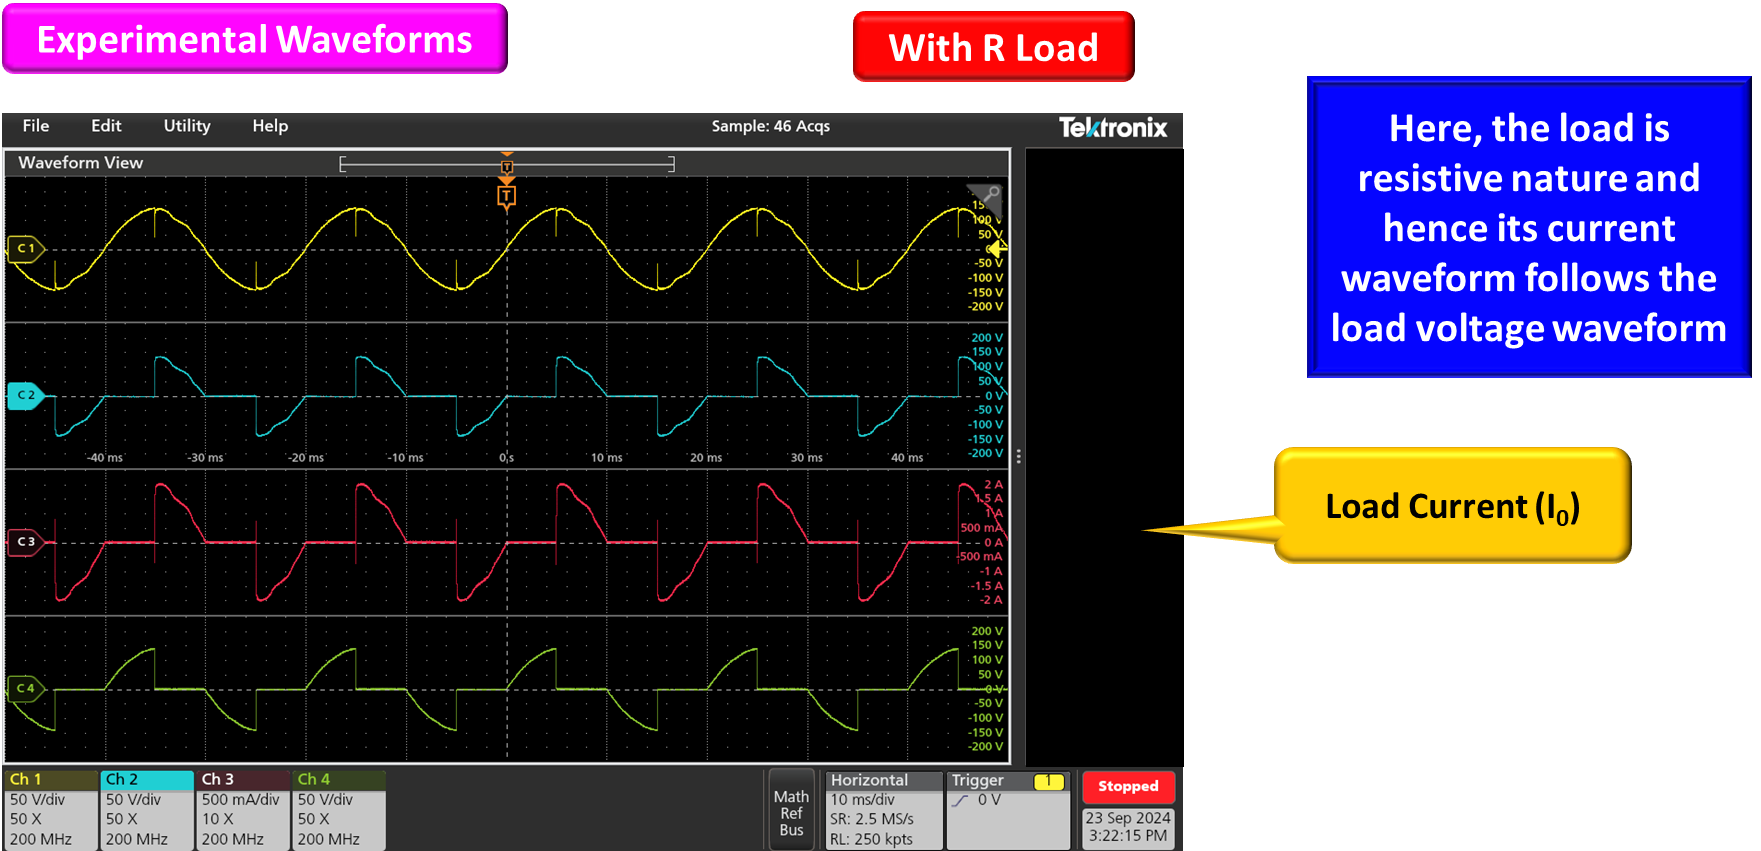 Experimental Waveforms
With R Load
Here, the load is
resistive nature and
hence its current
waveform follows the
load voltage waveform
Load Current (I₀)
File Edit Utility Help Sample: 46 Acqs Tektronix
Waveform View
T
T
C 1
100 V
50 V
-50 V
-100 V
-150 V
-200 V
C 2
200 V
150 V
100 V
50 V
0 V
-50 V
-100 V
-150 V
-200 V
-40 ms -30 ms -20 ms -10 ms 0 s 10 ms 20 ms 30 ms 40 ms
C 3
2 A
1.5 A
1 A
500 mA
0 A
-500 mA
-1 A
-1.5 A
-2 A
C 4
200 V
150 V
100 V
50 V
0 V
-50 V
-100 V
-150 V
-200 V
Ch 1
50 V/div
50 X
200 MHz
Ch 2
50 V/div
50 X
200 MHz
Ch 3
500 mA/div
10 X
200 MHz
Ch 4
50 V/div
50 X
200 MHz
Math
Ref
Bus
Horizontal
10 ms/div
SR: 2.5 MS/s
RL: 250 kpts
Trigger 1
0 V
Stopped
23 Sep 2024
3:22:15 PM